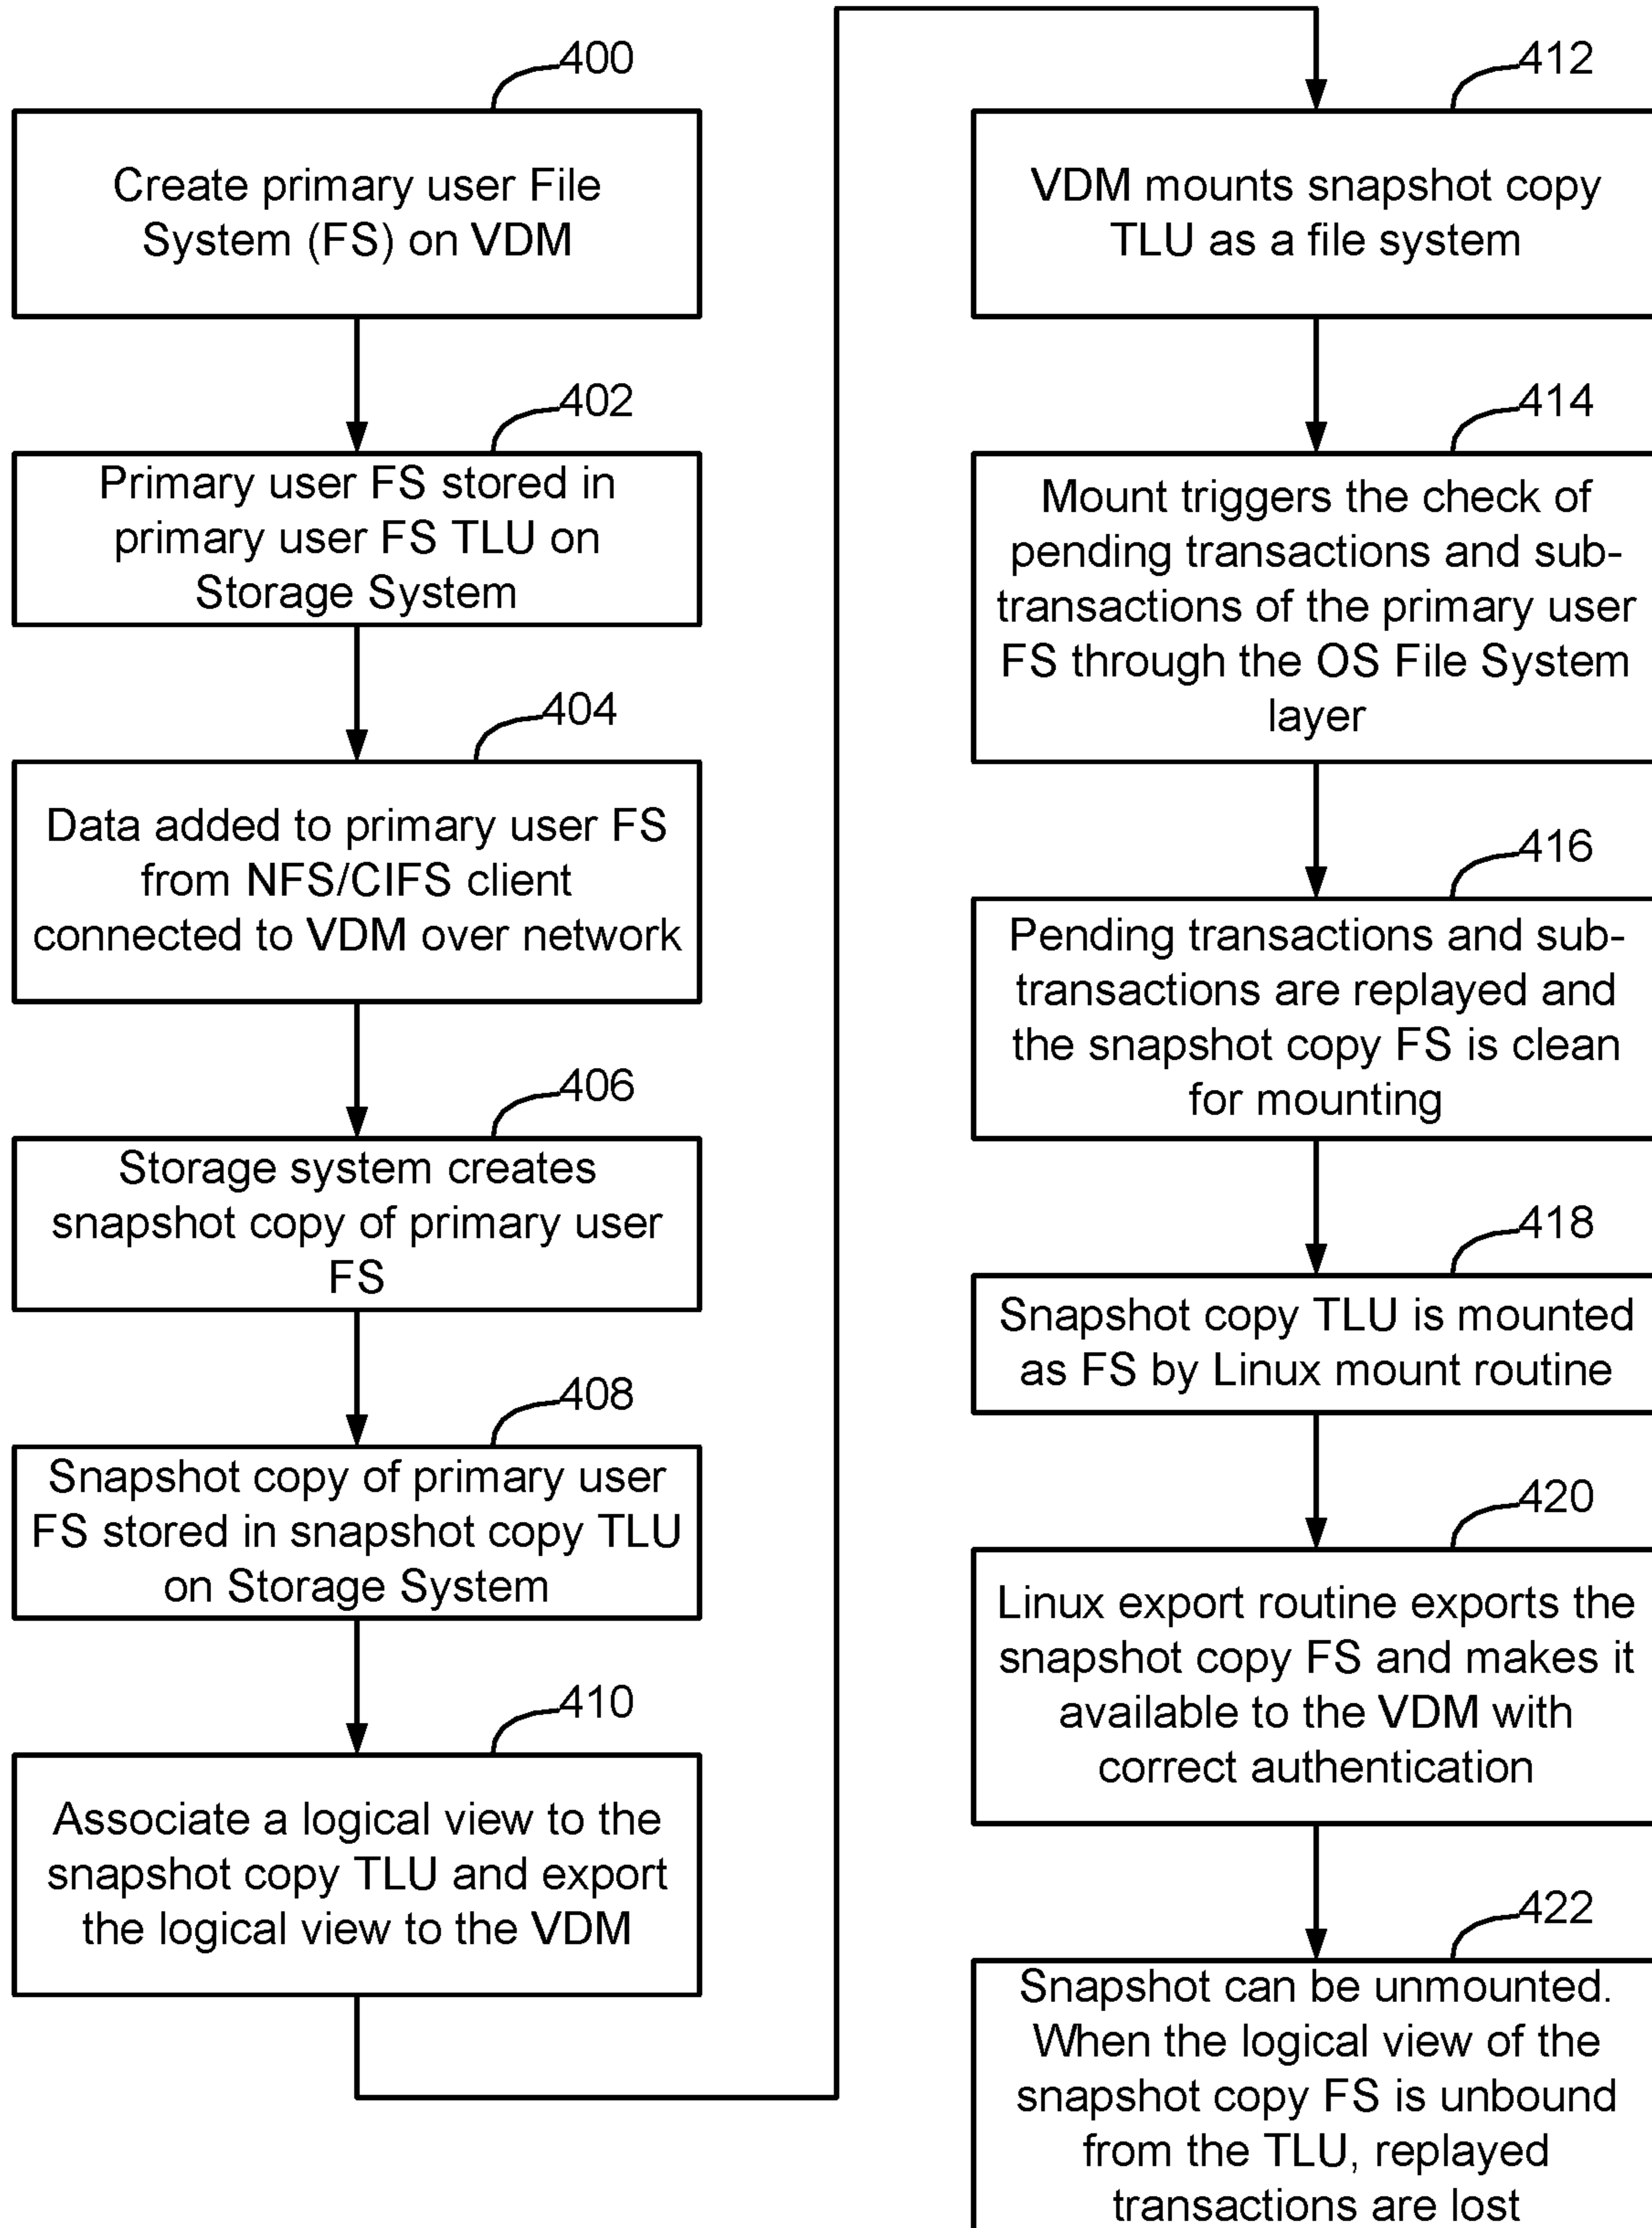 400
Create primary user File
System (FS) on VDM
402
Primary user FS stored in
primary user FS TLU on
Storage System
404
Data added to primary user FS
from NFS/CIFS client
connected to VDM over network
406
Storage system creates
snapshot copy of primary user
FS
408
Snapshot copy of primary user
FS stored in snapshot copy TLU
on Storage System
410
Associate a logical view to the
snapshot copy TLU and export
the logical view to the VDM
412
VDM mounts snapshot copy
TLU as a file system
414
Mount triggers the check of
pending transactions and sub-
transactions of the primary user
FS through the OS File System
layer
416
Pending transactions and sub-
transactions are replayed and
the snapshot copy FS is clean
for mounting
418
Snapshot copy TLU is mounted
as FS by Linux mount routine
420
Linux export routine exports the
snapshot copy FS and makes it
available to the VDM with
correct authentication
422
Snapshot can be unmounted.
When the logical view of the
snapshot copy FS is unbound
from the TLU, replayed
transactions are lost